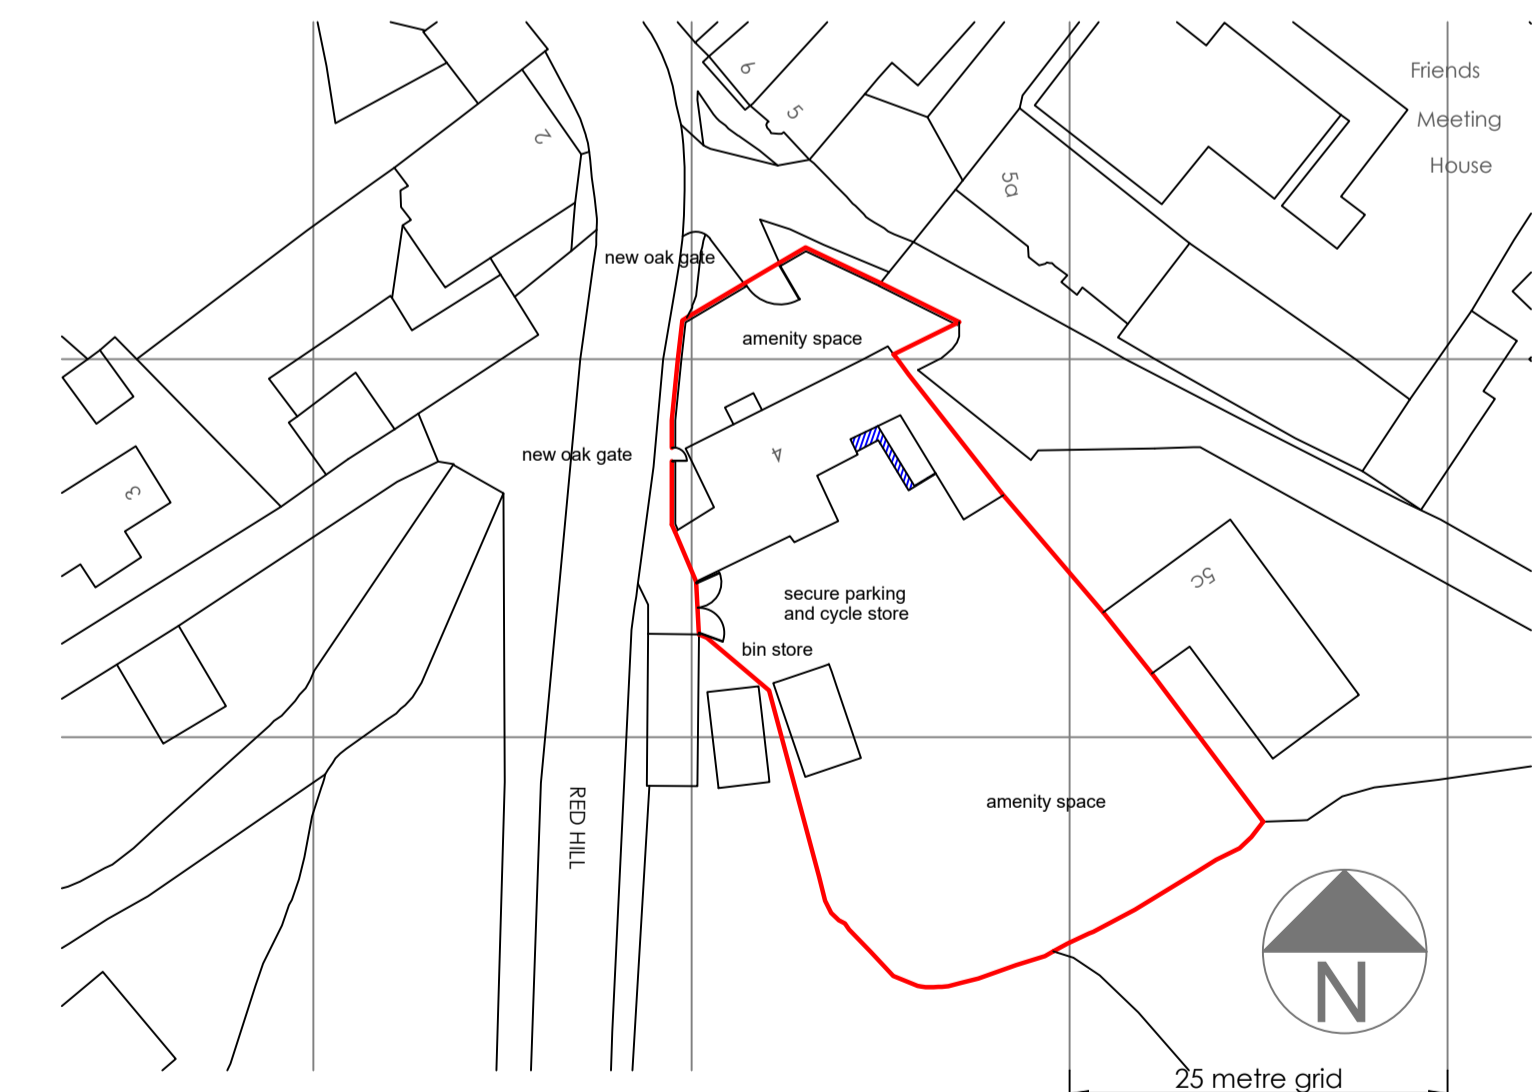 6
5
2
5a
Friends
Meeting
House
new oak gate
amenity space
new oak gate
4
3
5c
secure parking
and cycle store
bin store
amenity space
RED HILL
N
25 metre grid